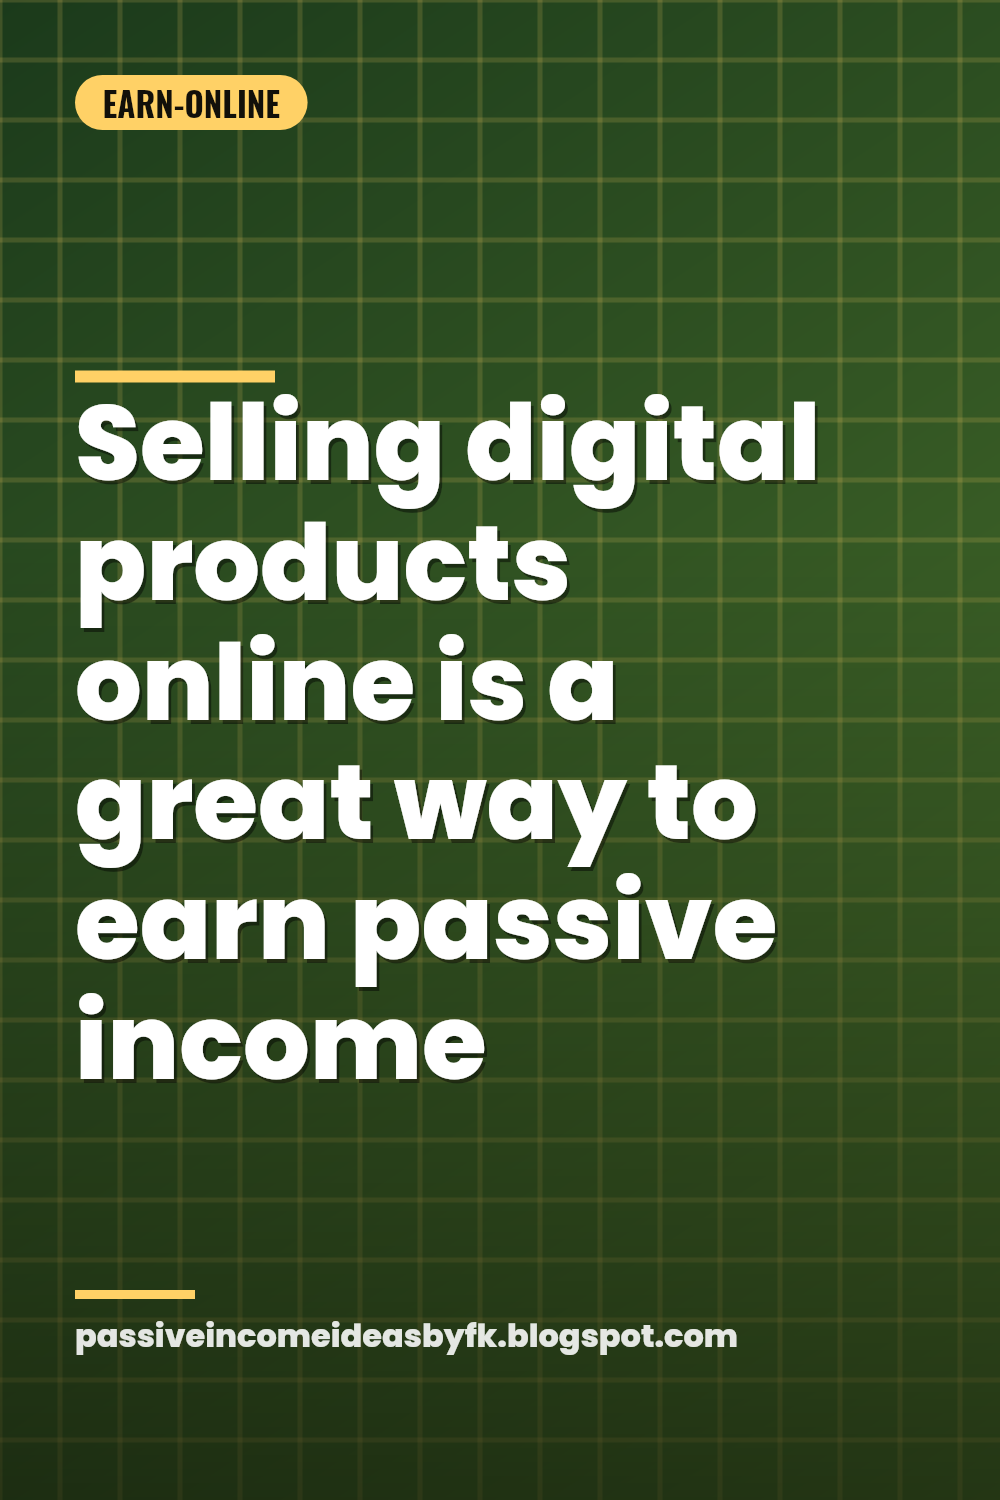 EARN-ONLINE
Selling digital
products
online is a
great way to
earn passive
income
passiveincomeideasbyfk.blogspot.com